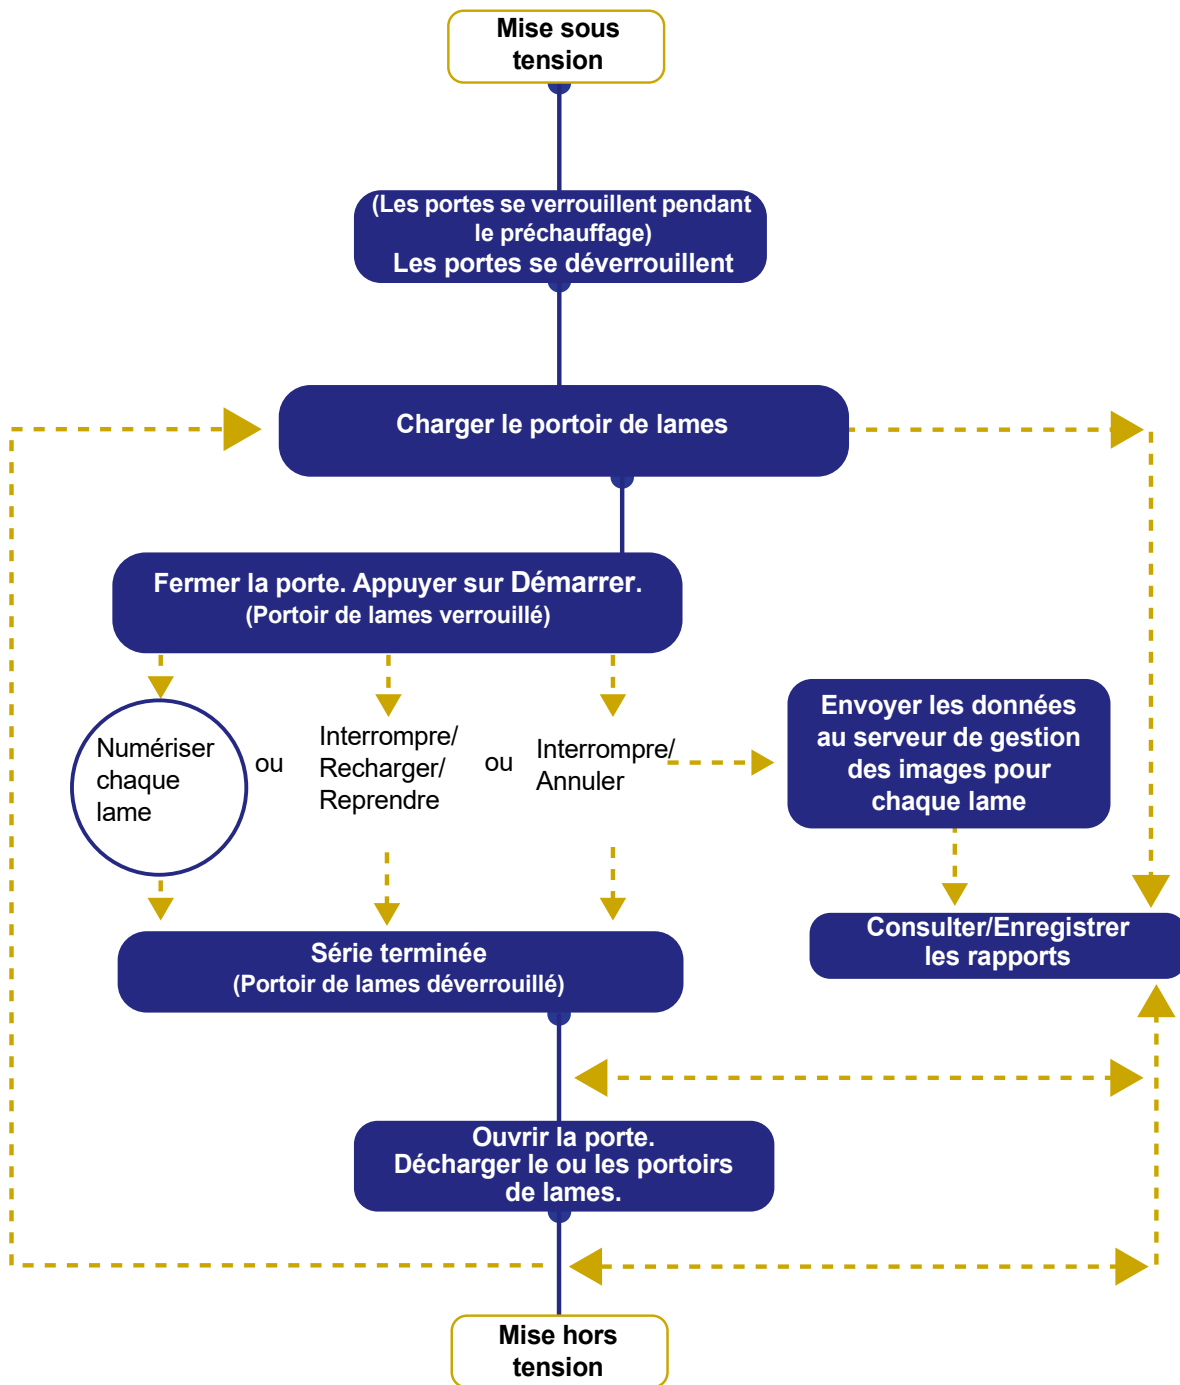 Mise sous
tension
(Les portes se verrouillent pendant
le préchauffage)
Les portes se déverrouillent
Charger le portoir de lames
Fermer la porte. Appuyer sur Démarrer.
(Portoir de lames verrouillé)
Numériser
chaque
lame
ou
Interrompre/
Recharger/
Reprendre
ou
Interrompre/
Annuler
Envoyer les données
au serveur de gestion
des images pour
chaque lame
Consulter/Enregistrer
les rapports
Série terminée
(Portoir de lames déverrouillé)
Ouvrir la porte.
Décharger le ou les portoirs
de lames.
Mise hors
tension